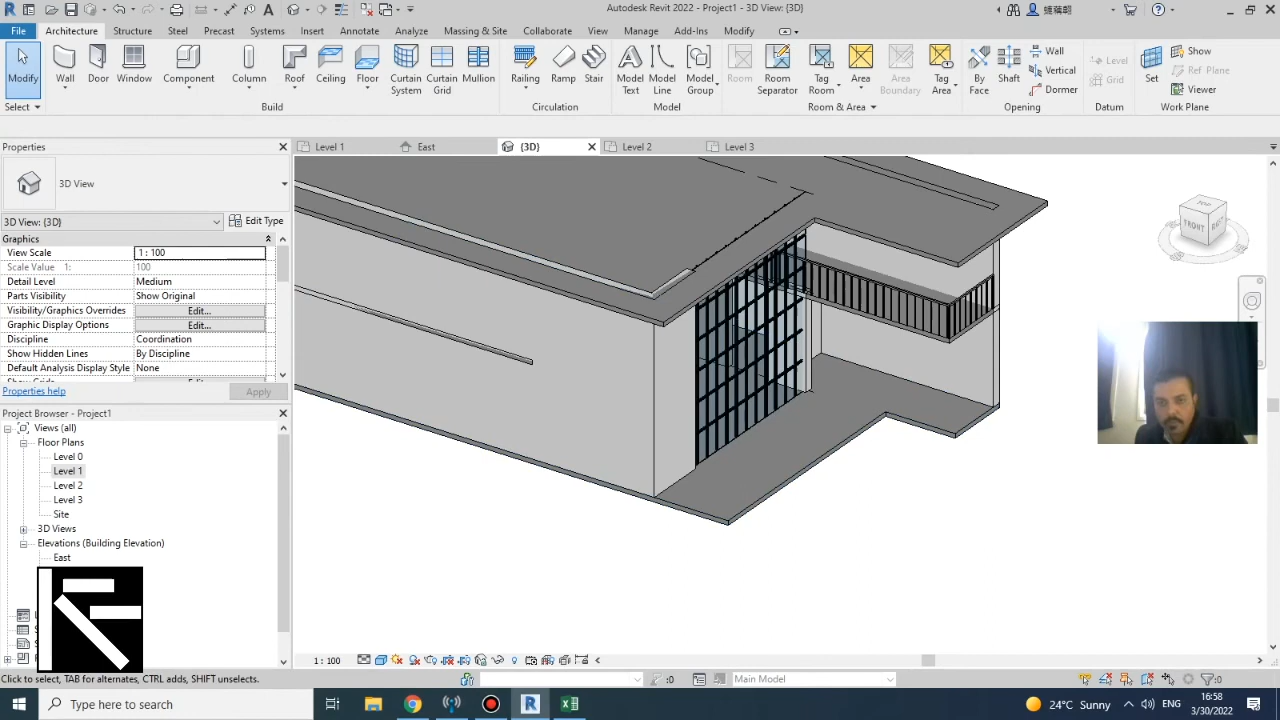 Autodesk Revit 2022 - Project1 - 3D View: {3D}
File Architecture Structure Steel Precast Systems Insert Annotate Analyze Massing & Site Collaborate View Manage Add-Ins Modify
Modify Wall Door Window Component Column Roof Ceiling Floor Curtain System Curtain Grid Mullion Railing Ramp Stair Model Text Model Line Model Group Room Room Separator Tag Room Area Area Boundary Tag Area By Face Shaft Wall Vertical Dormer Level Grid Set Show Ref Plane Viewer
Select Build Circulation Model Room & Area Opening Datum Work Plane
Properties
Level 1 East {3D} Level 2 Level 3
3D View
3D View: {3D} Edit Type
Graphics
View Scale 1 : 100
Scale Value 1: 100
Detail Level Medium
Parts Visibility Show Original
Visibility/Graphics Overrides Edit...
Graphic Display Options Edit...
Discipline Coordination
Show Hidden Lines By Discipline
Default Analysis Display Style None
Properties help Apply
Project Browser - Project1
Views (all)
Floor Plans
Level 0
Level 1
Level 2
Level 3
Site
3D Views
Elevations (Building Elevation)
East
TOP
FRONT
1 : 100
Click to select, TAB for alternates, CTRL adds, SHIFT unselects.
:0 Main Model :0
Type here to search
24°C Sunny ENG 16:58
3/30/2022